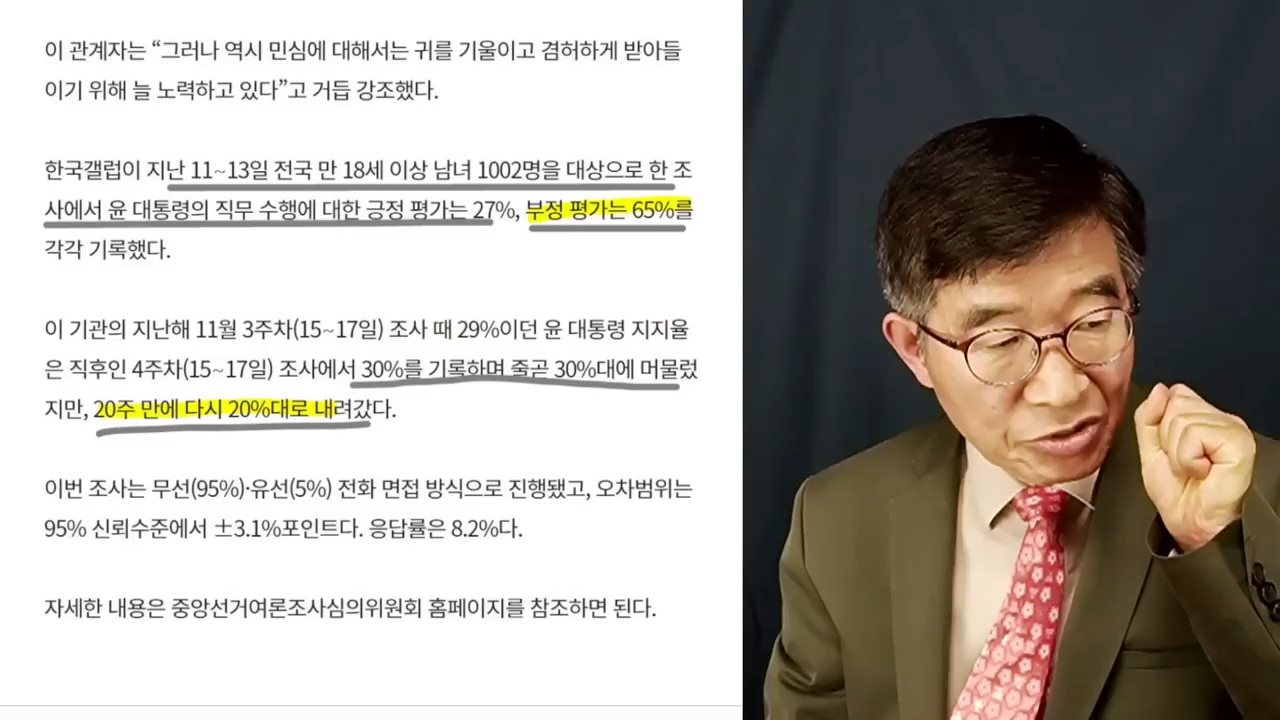 이 관계자는 “그러나 역시 민심에 대해서는 귀를 기울이고 겸허하게 받아들
이기 위해 늘 노력하고 있다”고 거듭 강조했다.
한국갤럽이 지난 11~13일 전국 만 18세 이상 남녀 1002명을 대상으로 한 조
사에서 윤 대통령의 직무 수행에 대한 긍정 평가는 27%, 부정 평가는 65%를
각각 기록했다.
이 기관의 지난해 11월 3주차(15~17일) 조사 때 29%이던 윤 대통령 지지율
은 직후인 4주차(15~17일) 조사에서 30%를 기록하며 줄곧 30%대에 머물렀
지만, 20주 만에 다시 20%대로 내려갔다.
이번 조사는 무선(95%)·유선(5%) 전화 면접 방식으로 진행됐고, 오차범위는
95% 신뢰수준에서 ±3.1%포인트다. 응답률은 8.2%다.
자세한 내용은 중앙선거여론조사심의위원회 홈페이지를 참조하면 된다.